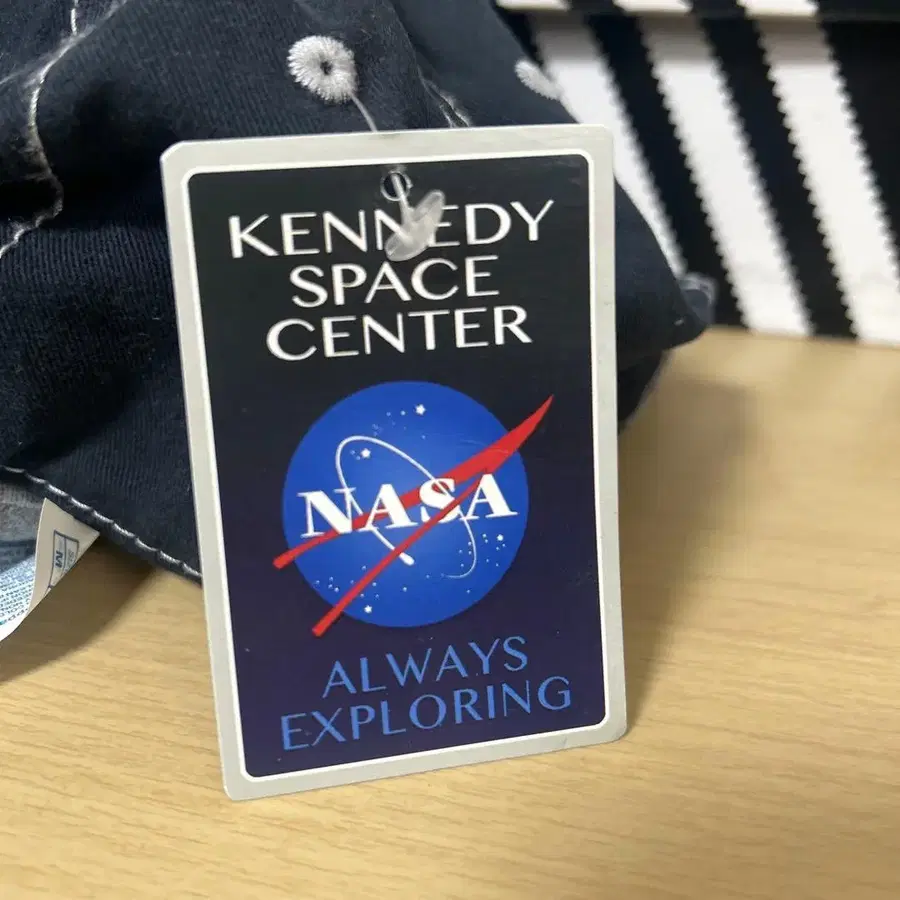 KENNEDY
SPACE
CENTER
NASA
ALWAYS
EXPLORING
M